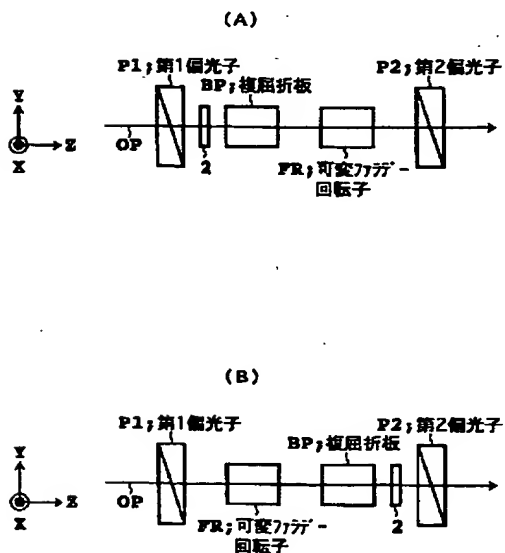 (A)
P1;第1偏光子
P2;第2偏光子
BP;複屈折板
Y
Z
OP
X
2
FR;可変ファラデー
回転子
(B)
P1;第1偏光子
P2;第2偏光子
BP;複屈折板
Y
Z
OP
X
2
FR;可変ファラデー
回転子